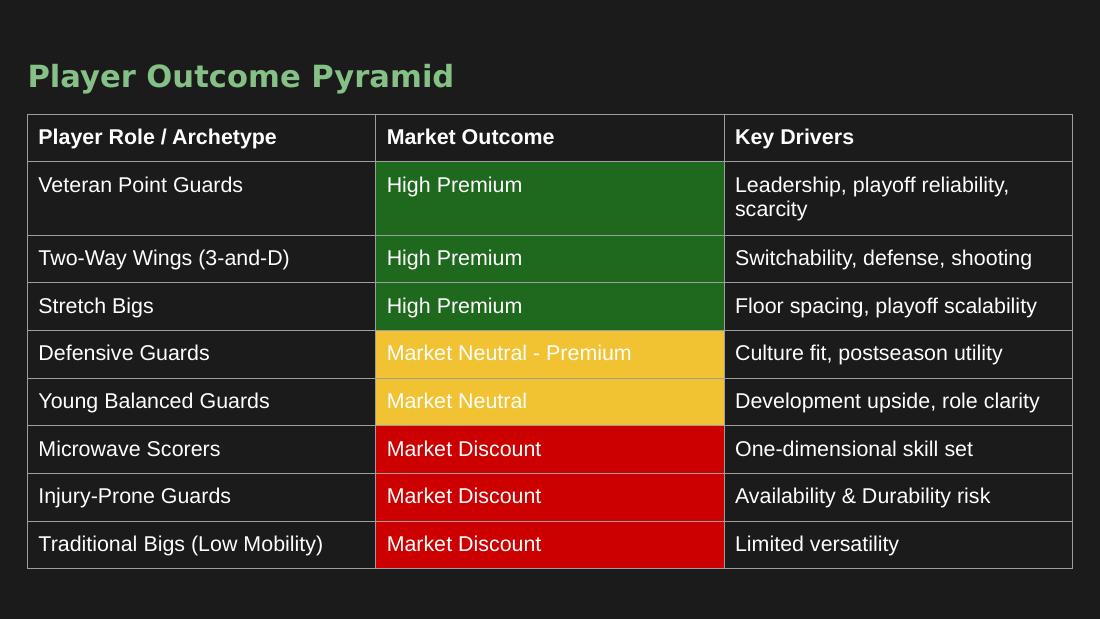 Player Outcome Pyramid
Player Role / Archetype Market Outcome Key Drivers
Veteran Point Guards High Premium Leadership, playoff reliability,
scarcity
Two-Way Wings (3-and-D) High Premium Switchability, defense, shooting
Stretch Bigs High Premium Floor spacing, playoff scalability
Defensive Guards Market Neutral - Premium Culture fit, postseason utility
Young Balanced Guards Market Neutral Development upside, role clarity
Microwave Scorers Market Discount One-dimensional skill set
Injury-Prone Guards Market Discount Availability & Durability risk
Traditional Bigs (Low Mobility) Market Discount Limited versatility